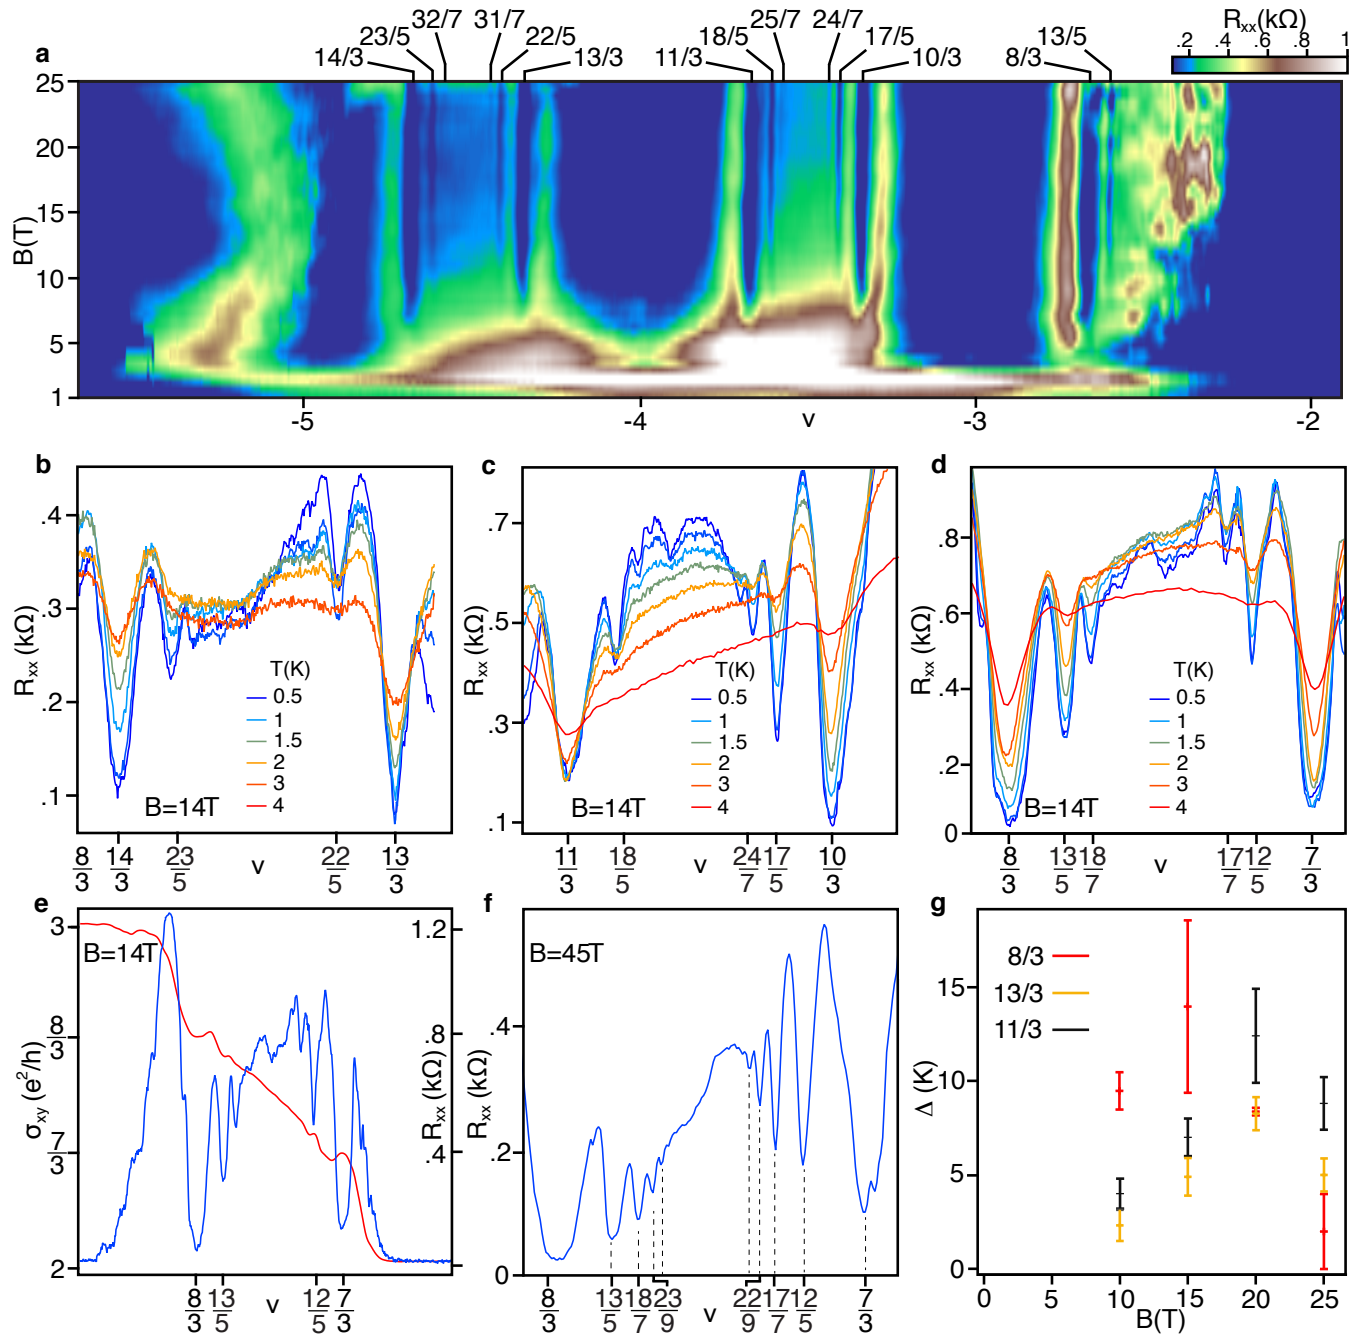 32/7 31/7 25/7 24/7 R_xx(kΩ)
a 23/5 22/5 18/5 17/5 13/5 .2 .4 .6 .8 1
14/3 13/3 11/3 10/3 8/3
25
20
15
10
5
1
B(T)
-5 -4 ν -3 -2
b
.4
.3
.2
.1
R_xx (kΩ)
T(K)
0.5
1
1.5
2
3
4
B=14T
8/3 14/3 23/5 ν 22/5 13/3
c
.7
.5
.3
.1
R_xx (kΩ)
T(K)
0.5
1
1.5
2
3
4
B=14T
11/3 18/5 ν 24/7 17/5 10/3
d
.8
.6
.4
.2
0
R_xx (kΩ)
T(K)
0.5
1
1.5
2
3
4
B=14T
8/3 13/5 18/7 ν 17/7 12/5 7/3
e
3
8/3
7/3
2
σ_xy (e²/h)
B=14T
1.2
.8
.4
R_xx (kΩ)
8/3 13/5 ν 12/5 7/3
f
B=45T
.4
.2
0
R_xx (kΩ)
8/3 13/5 18/7 23/9 ν 22/9 17/7 12/5 7/3
g
8/3
13/3
11/3
15
10
5
0
Δ (K)
0 5 10 15 20 25
B(T)